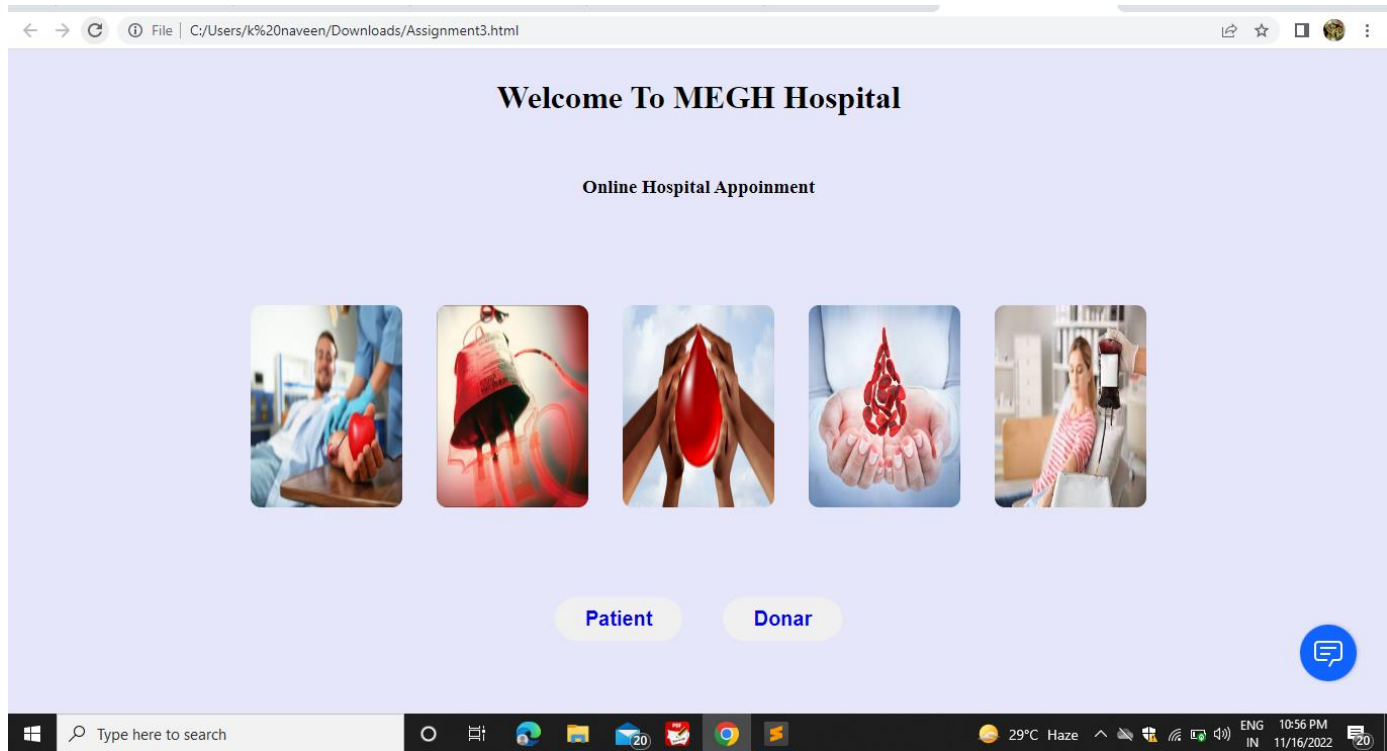 File | C:/Users/k%20naveen/Downloads/Assignment3.html
Welcome To MEGH Hospital
Online Hospital Appoinment
Patient Donar
Type here to search
20
PDF
29°C Haze
ENG
IN
10:56 PM
11/16/2022
20